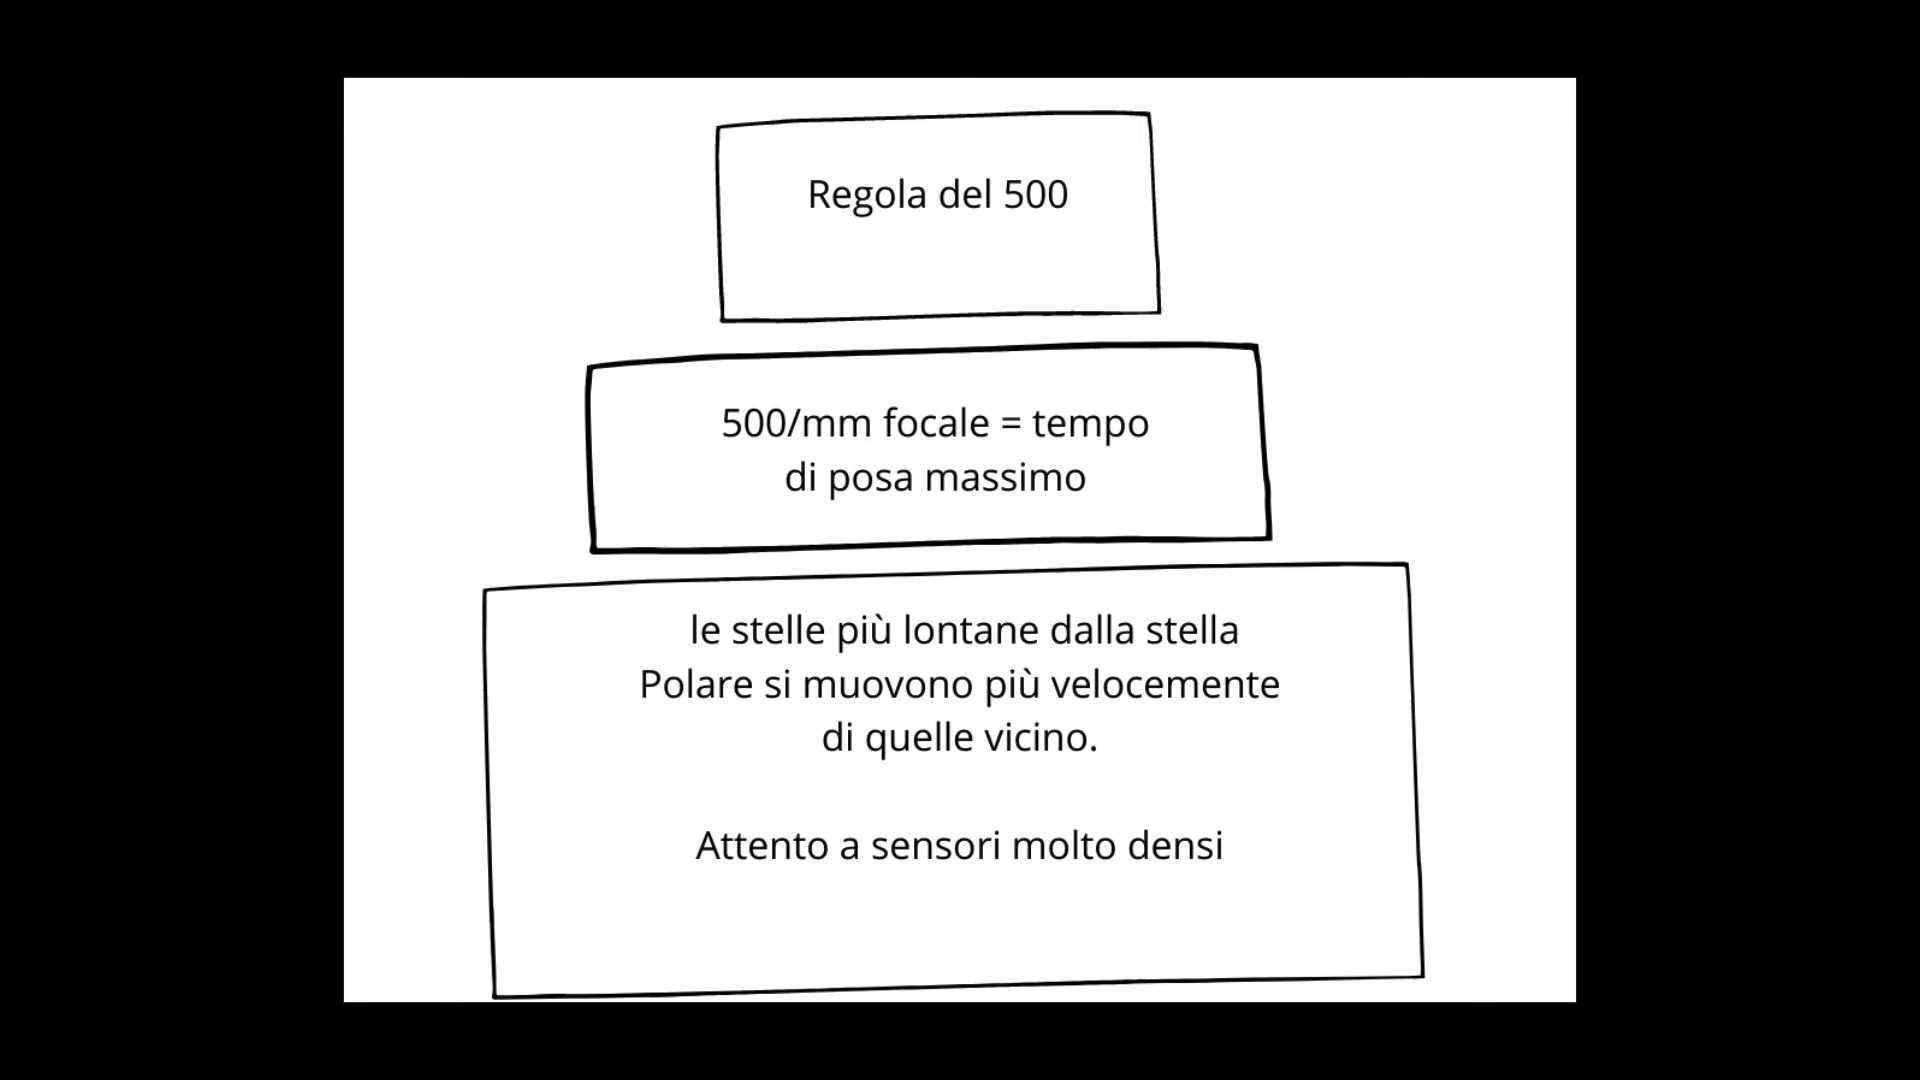 Regola del 500
500/mm focale = tempo
di posa massimo
le stelle più lontane dalla stella
Polare si muovono più velocemente
di quelle vicino.
Attento a sensori molto densi